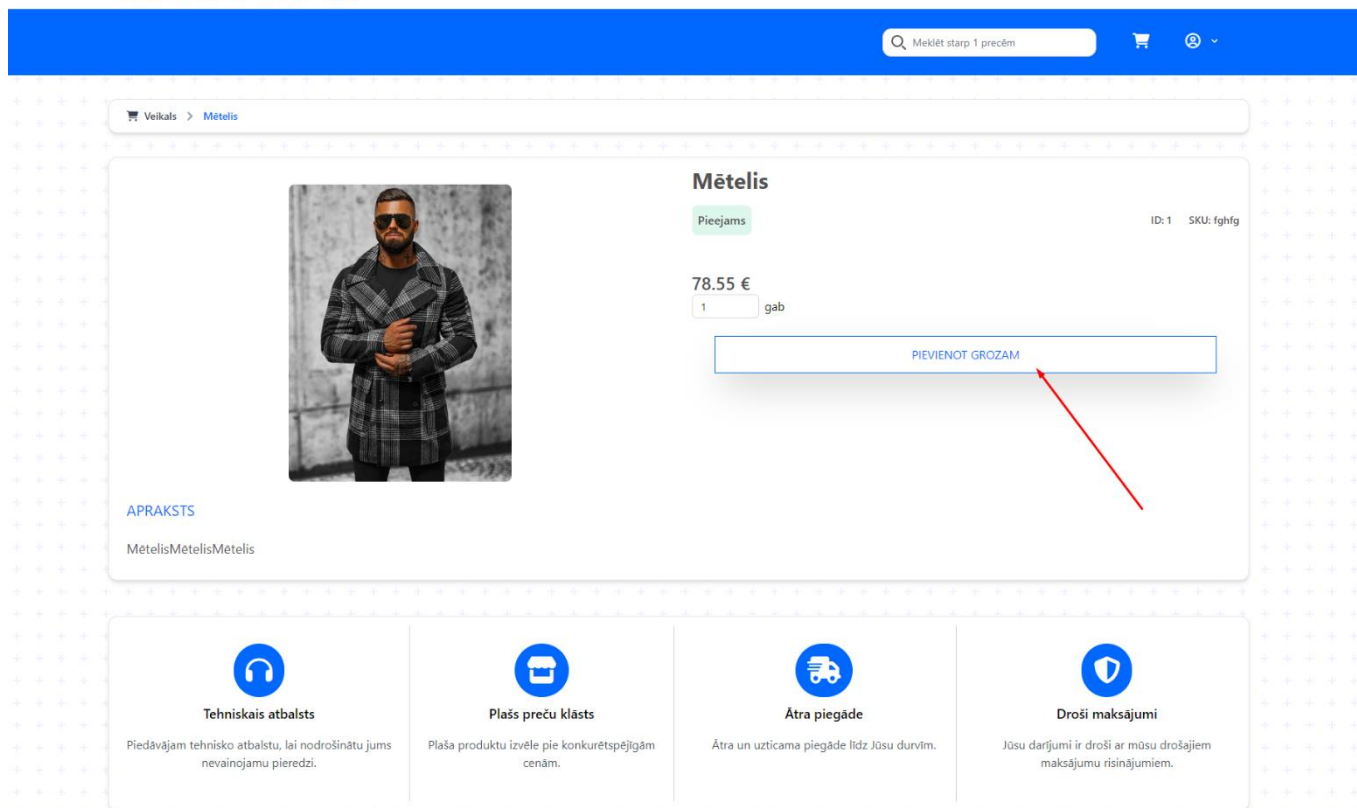 Meklēt starp 1 precēm
Veikals > Mētelis
Mētelis
Pieejams
ID: 1 SKU: fghfg
78.55 €
1 gab
PIEVIENOT GROZAM
APRAKSTS
MētelisMētelisMētelis
Tehniskais atbalsts
Piedāvājam tehnisko atbalstu, lai nodrošinātu jums
nevainojamu pieredzi.
Plašs preču klāsts
Plaša produktu izvēle pie konkurētspējīgām
cenām.
Ātra piegāde
Ātra un uzticama piegāde līdz Jūsu durvīm.
Droši maksājumi
Jūsu darījumi ir droši ar mūsu drošajiem
maksājumu risinājumiem.